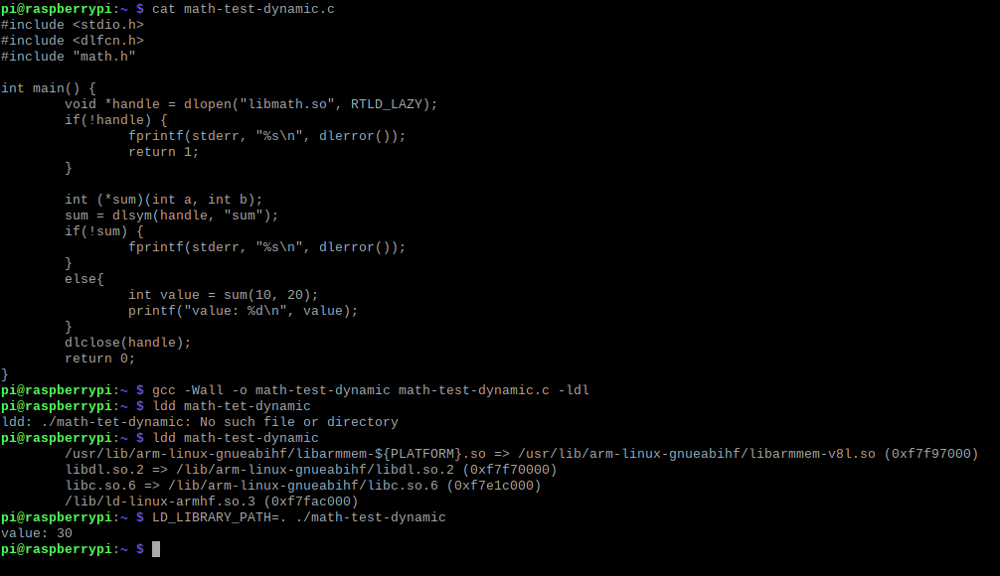 pi@raspberrypi:~ $ cat math-test-dynamic.c
#include <stdio.h>
#include <dlfcn.h>
#include "math.h"

int main() {
        void *handle = dlopen("libmath.so", RTLD_LAZY);
        if(!handle) {
                fprintf(stderr, "%s\n", dlerror());
                return 1;
        }

        int (*sum)(int a, int b);
        sum = dlsym(handle, "sum");
        if(!sum) {
                fprintf(stderr, "%s\n", dlerror());
        }
        else{
                int value = sum(10, 20);
                printf("value: %d\n", value);
        }
        dlclose(handle);
        return 0;
}
pi@raspberrypi:~ $ gcc -Wall -o math-test-dynamic math-test-dynamic.c -ldl
pi@raspberrypi:~ $ ldd math-tet-dynamic
ldd: ./math-tet-dynamic: No such file or directory
pi@raspberrypi:~ $ ldd math-test-dynamic
        /usr/lib/arm-linux-gnueabihf/libarmmem-${PLATFORM}.so => /usr/lib/arm-linux-gnueabihf/libarmmem-v8l.so (0xf7f97000)
        libdl.so.2 => /lib/arm-linux-gnueabihf/libdl.so.2 (0xf7f70000)
        libc.so.6 => /lib/arm-linux-gnueabihf/libc.so.6 (0xf7e1c000)
        /lib/ld-linux-armhf.so.3 (0xf7fac000)
pi@raspberrypi:~ $ LD_LIBRARY_PATH=. ./math-test-dynamic
value: 30
pi@raspberrypi:~ $